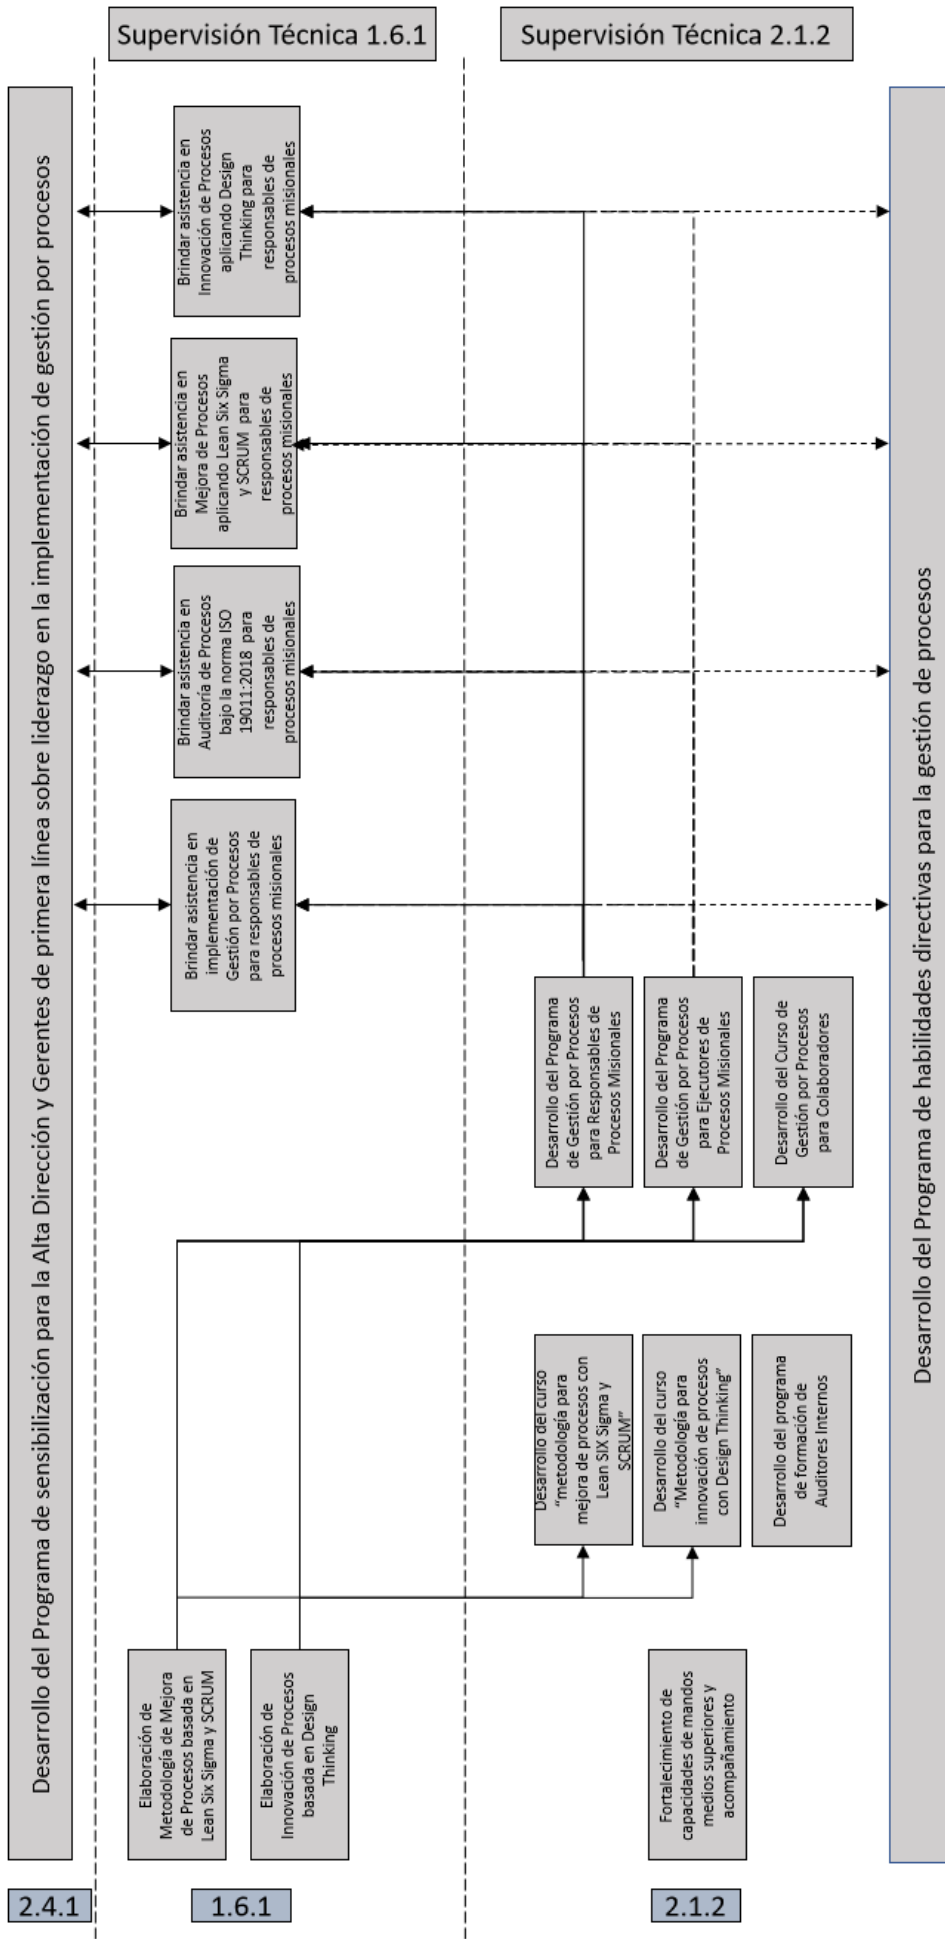 Supervisión Técnica 1.6.1
Supervisión Técnica 2.1.2
Desarrollo del Programa de sensibilización para la Alta Dirección y Gerentes de primera línea sobre liderazgo en la implementación de gestión por procesos
Brindar asistencia en
Innovación de Procesos
aplicando Design
Thinking para
responsables de
procesos misionales
Brindar asistencia en
Mejora de Procesos
aplicando Lean Six Sigma
y SCRUM para
responsables de
procesos misionales
Brindar asistencia en
Auditoría de Procesos
bajo la norma ISO
19011:2018 para
responsables de
procesos misionales
Brindar asistencia en
implementación de
Gestión por Procesos
para responsables de
procesos misionales
Desarrollo del Programa
de Gestión por Procesos
para Responsables de
Procesos Misionales
Desarrollo del Programa
de Gestión por Procesos
para Ejecutores de
Procesos Misionales
Desarrollo del Curso de
Gestión por Procesos
para Colaboradores
Desarrollo del curso
“metodología para
mejora de procesos con
Lean SIX Sigma y
SCRUM”
Desarrollo del curso
“Metodología para
innovación de procesos
con Design Thinking”
Desarrollo del programa
de formación de
Auditores Internos
Elaboración de
Metodología de Mejora
de Procesos basada en
Lean Six Sigma y SCRUM
Elaboración de
Innovación de Procesos
basada en Design
Thinking
Fortalecimiento de
capacidades de mandos
medios superiores y
acompañamiento
Desarrollo del Programa de habilidades directivas para la gestión de procesos
2.4.1
1.6.1
2.1.2